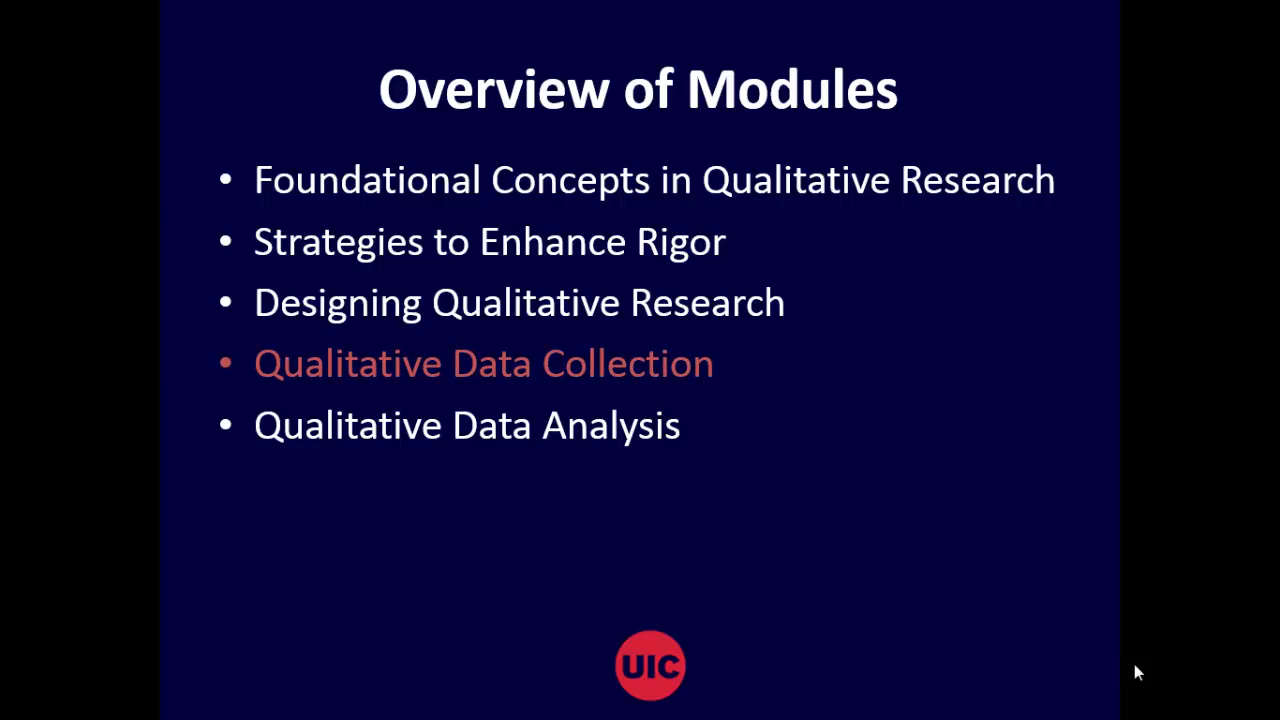 Overview of Modules
• Foundational Concepts in Qualitative Research
• Strategies to Enhance Rigor
• Designing Qualitative Research
• Qualitative Data Collection
• Qualitative Data Analysis
UIC